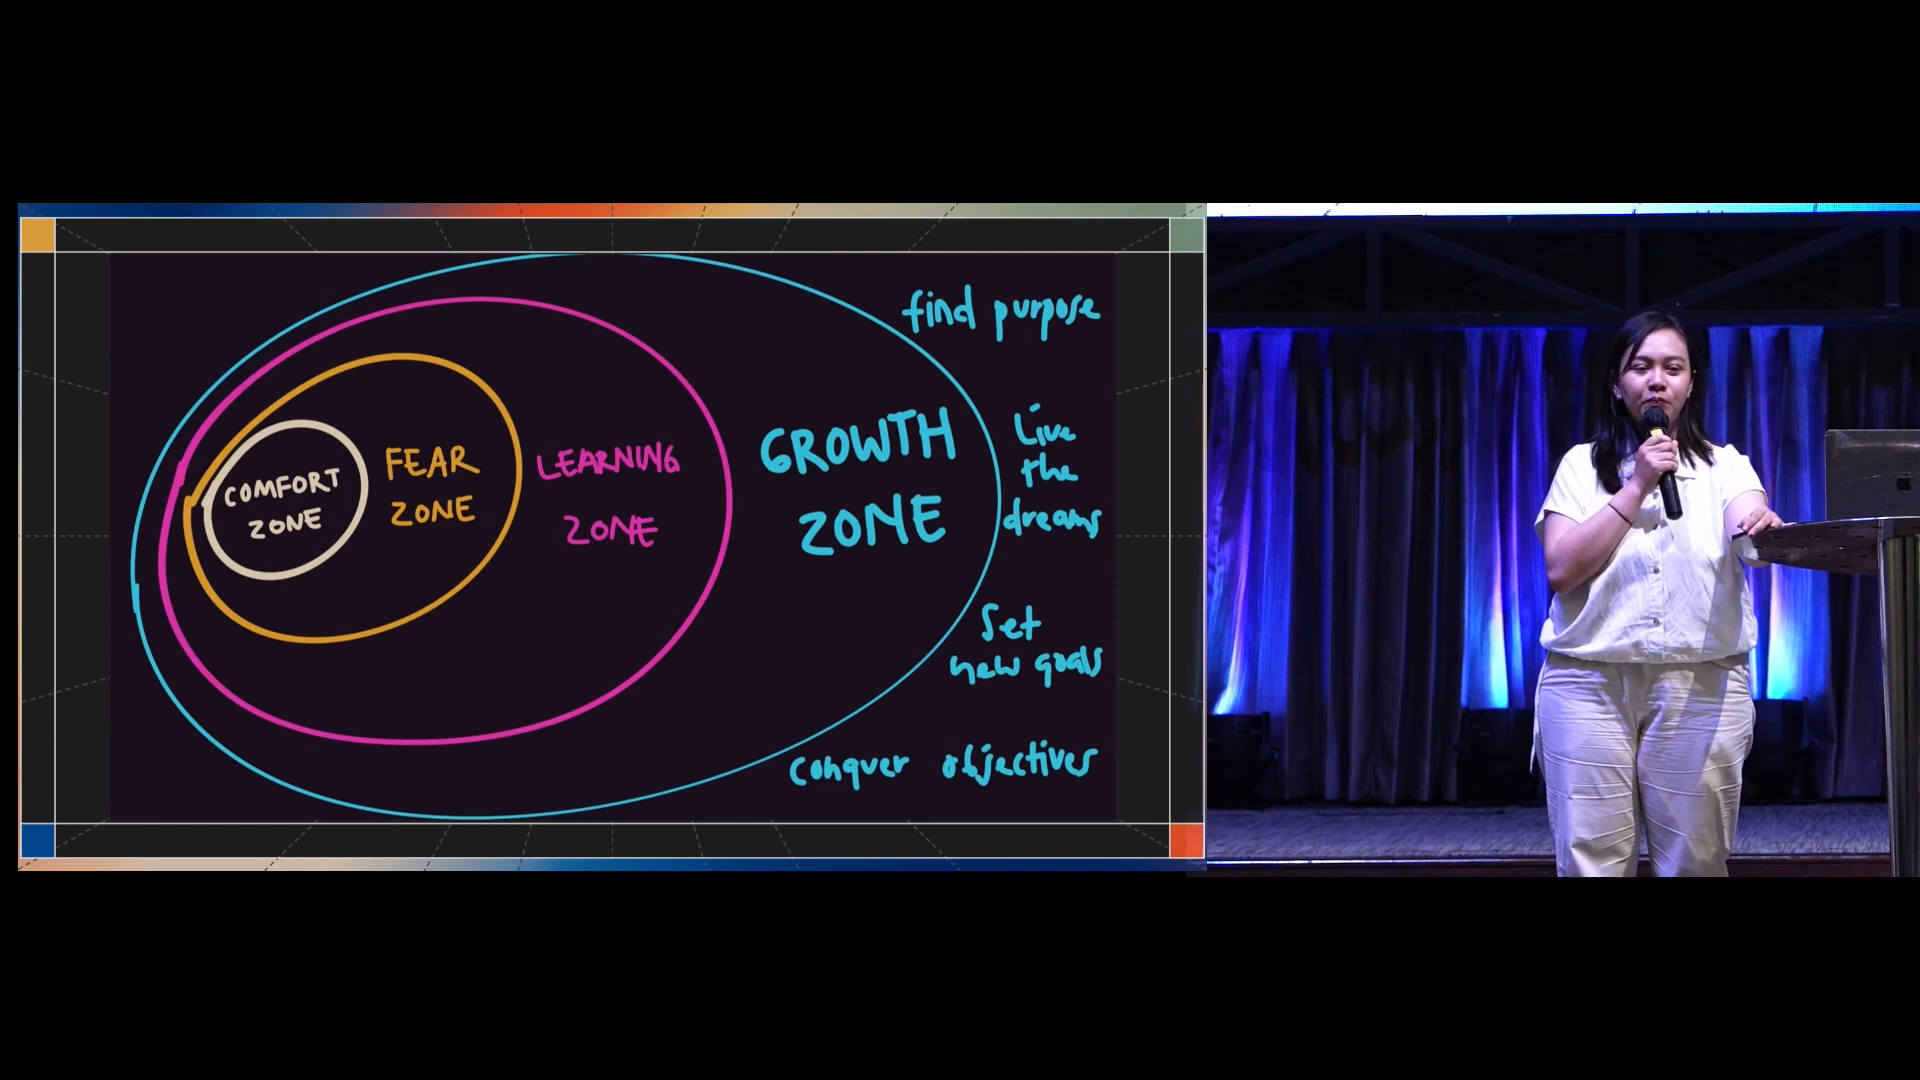 COMFORT
ZONE
FEAR
ZONE
LEARNING
ZONE
GROWTH
ZONE
find purpose
Live
the
dreams
Set
new goals
conquer objectives